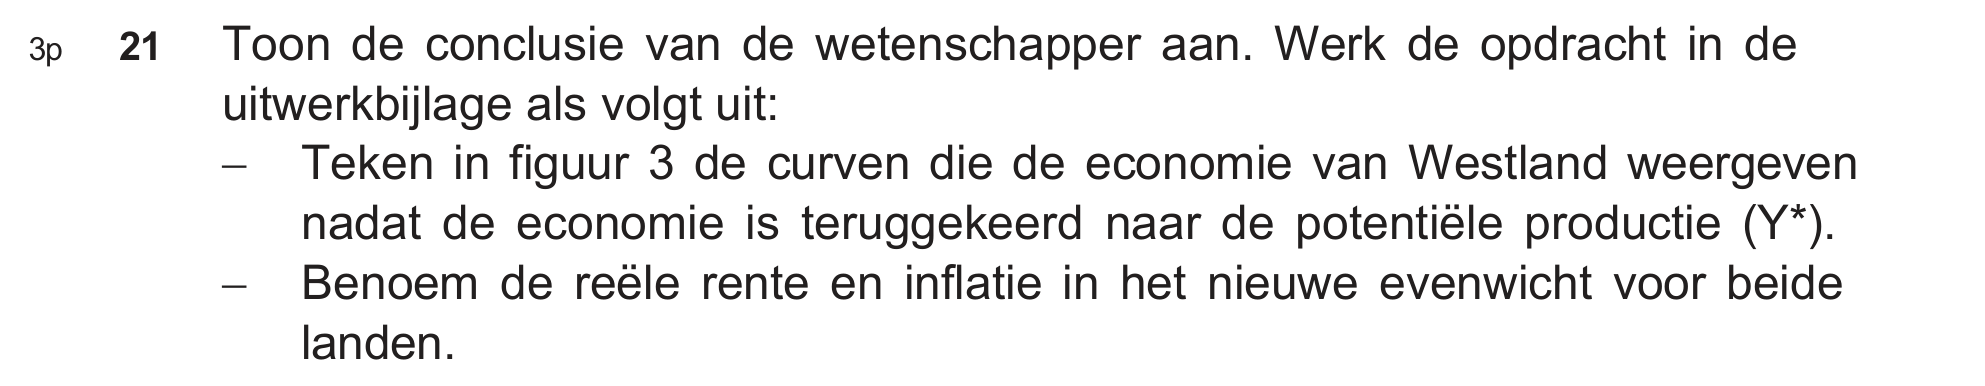 3p 21 Toon de conclusie van de wetenschapper aan. Werk de opdracht in de
uitwerkbijlage als volgt uit:
– Teken in figuur 3 de curven die de economie van Westland weergeven
nadat de economie is teruggekeerd naar de potentiële productie (Y*).
– Benoem de reële rente en inflatie in het nieuwe evenwicht voor beide
landen.